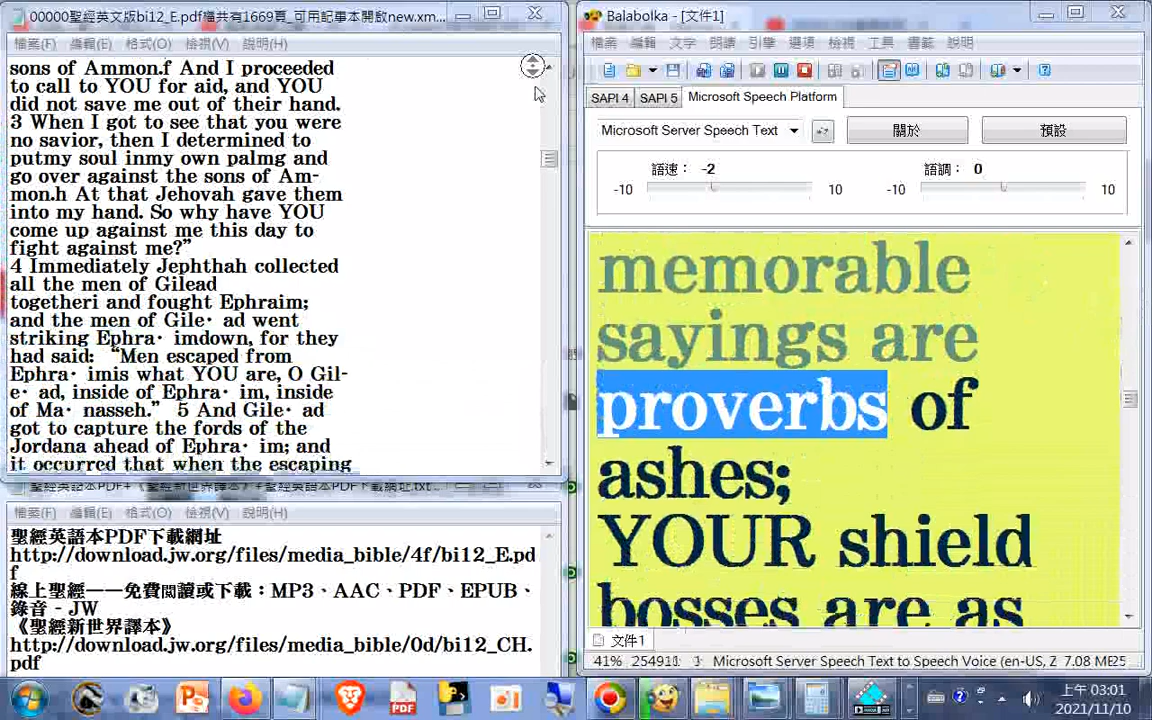 00000聖經英文版bi12_E.pdf檔共有1669頁_可用記事本開啟new.xm...
檔案(F) 編輯(E) 格式(O) 檢視(V) 說明(H)
sons of Ammon.f And I proceeded
to call to YOU for aid, and YOU
did not save me out of their hand.
3 When I got to see that you were
no savior, then I determined to
putmy soul inmy own palmg and
go over against the sons of Am-
mon.h At that Jehovah gave them
into my hand. So why have YOU
come up against me this day to
fight against me?”
4 Immediately Jephthah collected
all the men of Gilead
togetheri and fought Ephraim;
and the men of Gile· ad went
striking Ephra· imdown, for they
had said: “Men escaped from
Ephra· imis what YOU are, O Gil-
e· ad, inside of Ephra· im, inside
of Ma· nasseh.” 5 And Gile· ad
got to capture the fords of the
Jordana ahead of Ephra· im; and
it occurred that when the escaping
聖經英語本PDF+《聖經新世界譯本》+聖經英語本PDF下載網址.txt...
檔案(F) 編輯(E) 格式(O) 檢視(V) 說明(H)
聖經英語本PDF下載網址
http://download.jw.org/files/media_bible/4f/bi12_E.pd
f
線上聖經——免費閱讀或下載：MP3、AAC、PDF、EPUB、
錄音 - JW
《聖經新世界譯本》
http://download.jw.org/files/media_bible/0d/bi12_CH.
pdf
Balabolka - [文件1]
檔案 編輯 文字 朗讀 引擎 選項 檢視 工具 書籤 說明
SAPI 4 SAPI 5 Microsoft Speech Platform
Microsoft Server Speech Text 關於 預設
語速： -2 語調： 0
-10 10 -10 10
memorable
sayings are
proverbs of
ashes;
YOUR shield
bosses are as
文件1
41% 254911: 1 Microsoft Server Speech Text to Speech Voice (en-US, Z 7.08 ME25
PDF
上午 03:01
2021/11/10